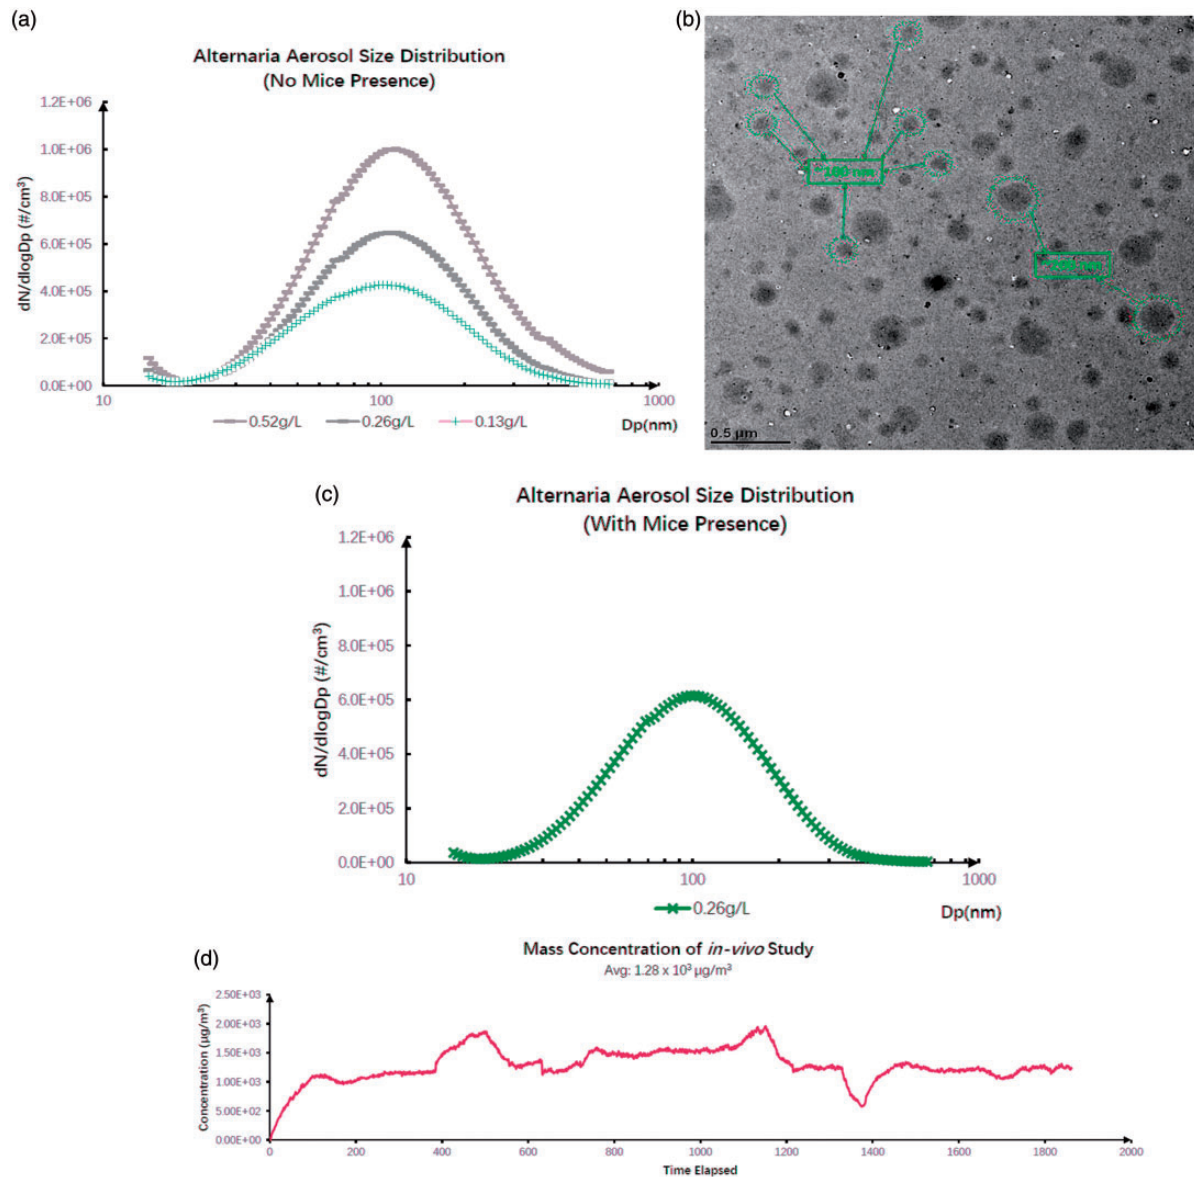 (a)
Alternaria Aerosol Size Distribution
(No Mice Presence)
1.2E+06
1.0E+06
8.0E+05
6.0E+05
4.0E+05
2.0E+05
0.0E+00
dN/dlogDp (#/cm³)
10
100
1000
Dp(nm)
0.52g/L
0.26g/L
0.13g/L
(b)
~100 nm
0.5 µm
(c)
Alternaria Aerosol Size Distribution
(With Mice Presence)
1.2E+06
1.0E+06
8.0E+05
6.0E+05
4.0E+05
2.0E+05
0.0E+00
dN/dlogDp (#/cm³)
10
100
1000
0.26g/L
Dp(nm)
(d)
Mass Concentration of in-vivo Study
Avg: 1.28 x 10³ µg/m³
2.50E+03
2.00E+03
1.50E+03
1.00E+03
5.00E+02
0.00E+00
Concentration (µg/m³)
0
200
400
600
800
1000
1200
1400
1600
1800
2000
Time Elapsed